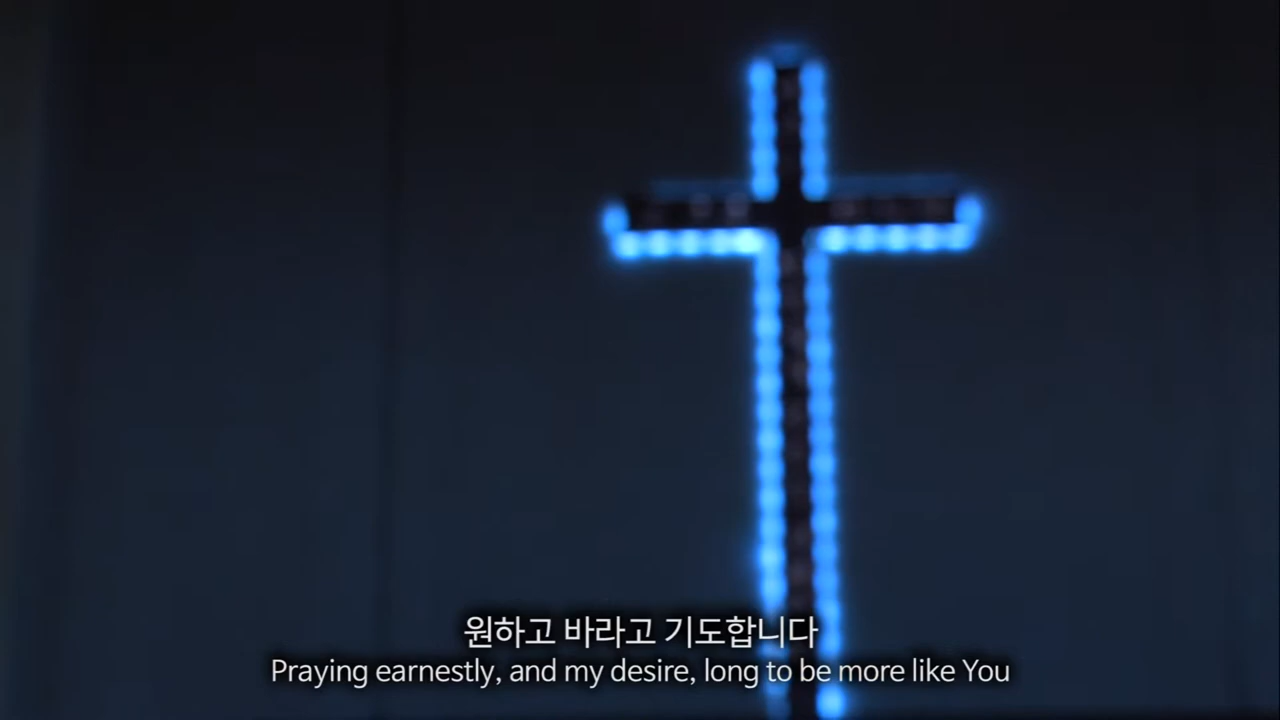 원하고 바라고 기도합니다
Praying earnestly, and my desire, long to be more like You